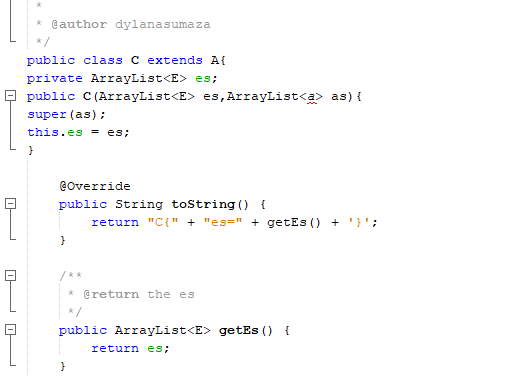 *
* @author dylanasumaza
*/
public class C extends A{
private ArrayList<E> es;
public C(ArrayList<E> es,ArrayList<a> as){
super(as);
this.es = es;
}
@Override
public String toString() {
return "C{" + "es=" + getEs() + '}';
}
/**
* @return the es
*/
public ArrayList<E> getEs() {
return es;
}